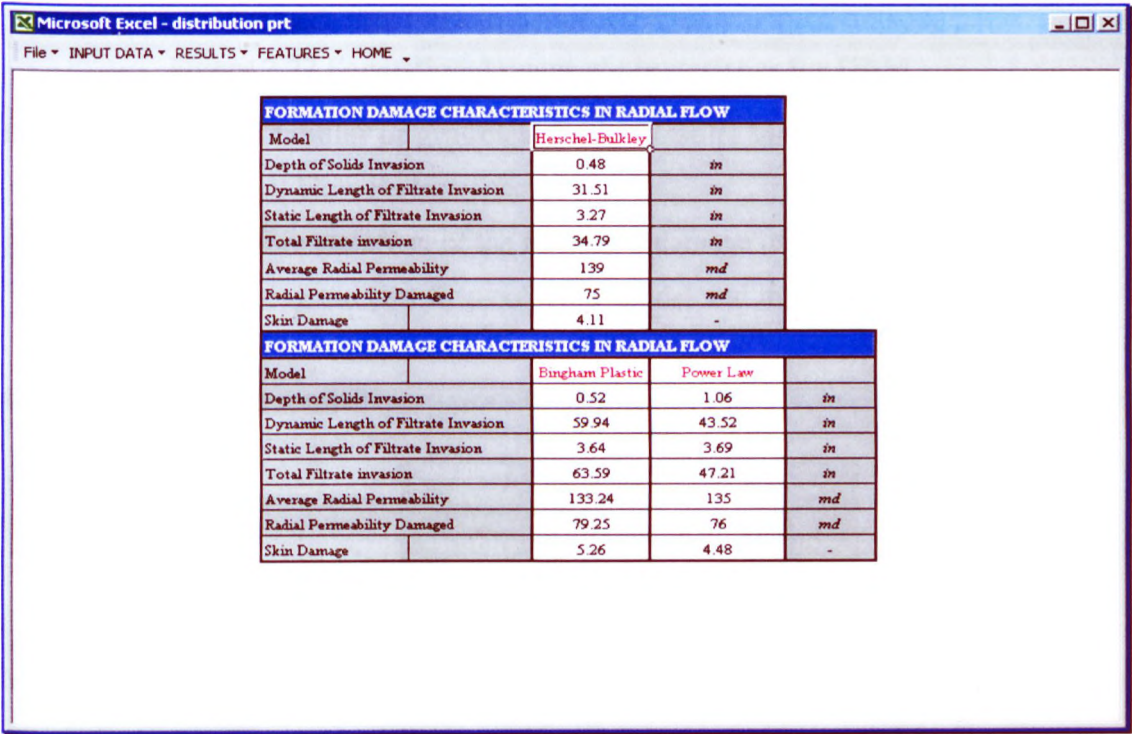 Microsoft Excel - distribution prt
File INPUT DATA RESULTS FEATURES HOME
FORMATION DAMAGE CHARACTERISTICS IN RADIAL FLOW
Model Herschel-Bulkley
Depth of Solids Invasion 0.48 in
Dynamic Length of Filtrate Invasion 31.51 in
Static Length of Filtrate Invasion 3.27 in
Total Filtrate invasion 34.79 in
Average Radial Permeability 139 md
Radial Permeability Damaged 75 md
Skin Damage 4.11 -
FORMATION DAMAGE CHARACTERISTICS IN RADIAL FLOW
Model Bingham Plastic Power Law
Depth of Solids Invasion 0.52 1.06 in
Dynamic Length of Filtrate Invasion 59.94 43.52 in
Static Length of Filtrate Invasion 3.64 3.69 in
Total Filtrate invasion 63.59 47.21 in
Average Radial Permeability 133.24 135 md
Radial Permeability Damaged 79.25 76 md
Skin Damage 5.26 4.48 -